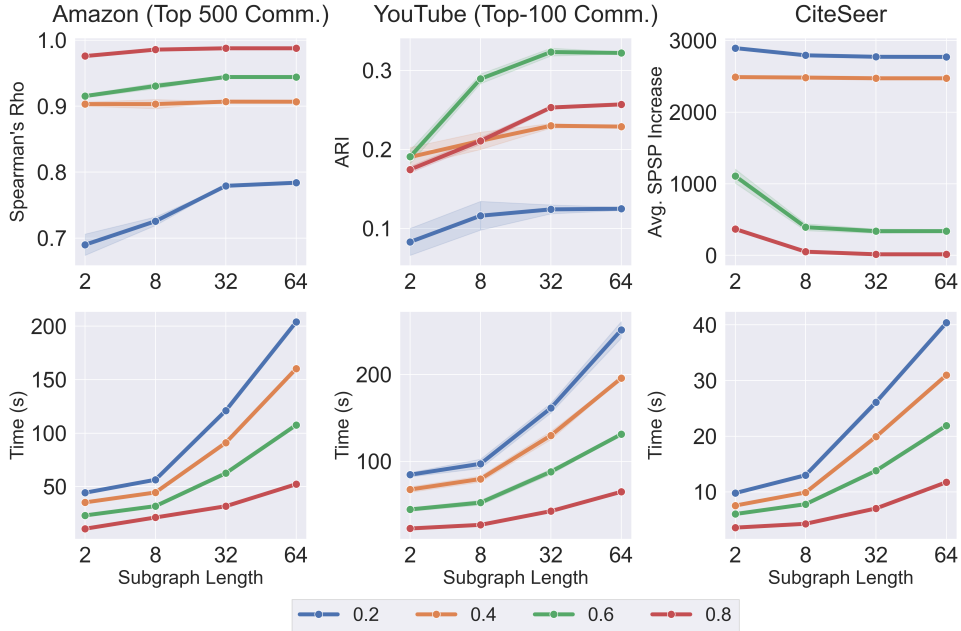 Amazon (Top 500 Comm.)
YouTube (Top-100 Comm.)
CiteSeer
Spearman's Rho
1.0
0.9
0.8
0.7
2 8 32 64
ARI
0.3
0.2
0.1
2 8 32 64
Avg. SPSP Increase
3000
2000
1000
0
2 8 32 64
Time (s)
200
150
100
50
2 8 32 64
Subgraph Length
Time (s)
200
100
2 8 32 64
Subgraph Length
Time (s)
40
30
20
10
2 8 32 64
Subgraph Length
0.2 0.4 0.6 0.8